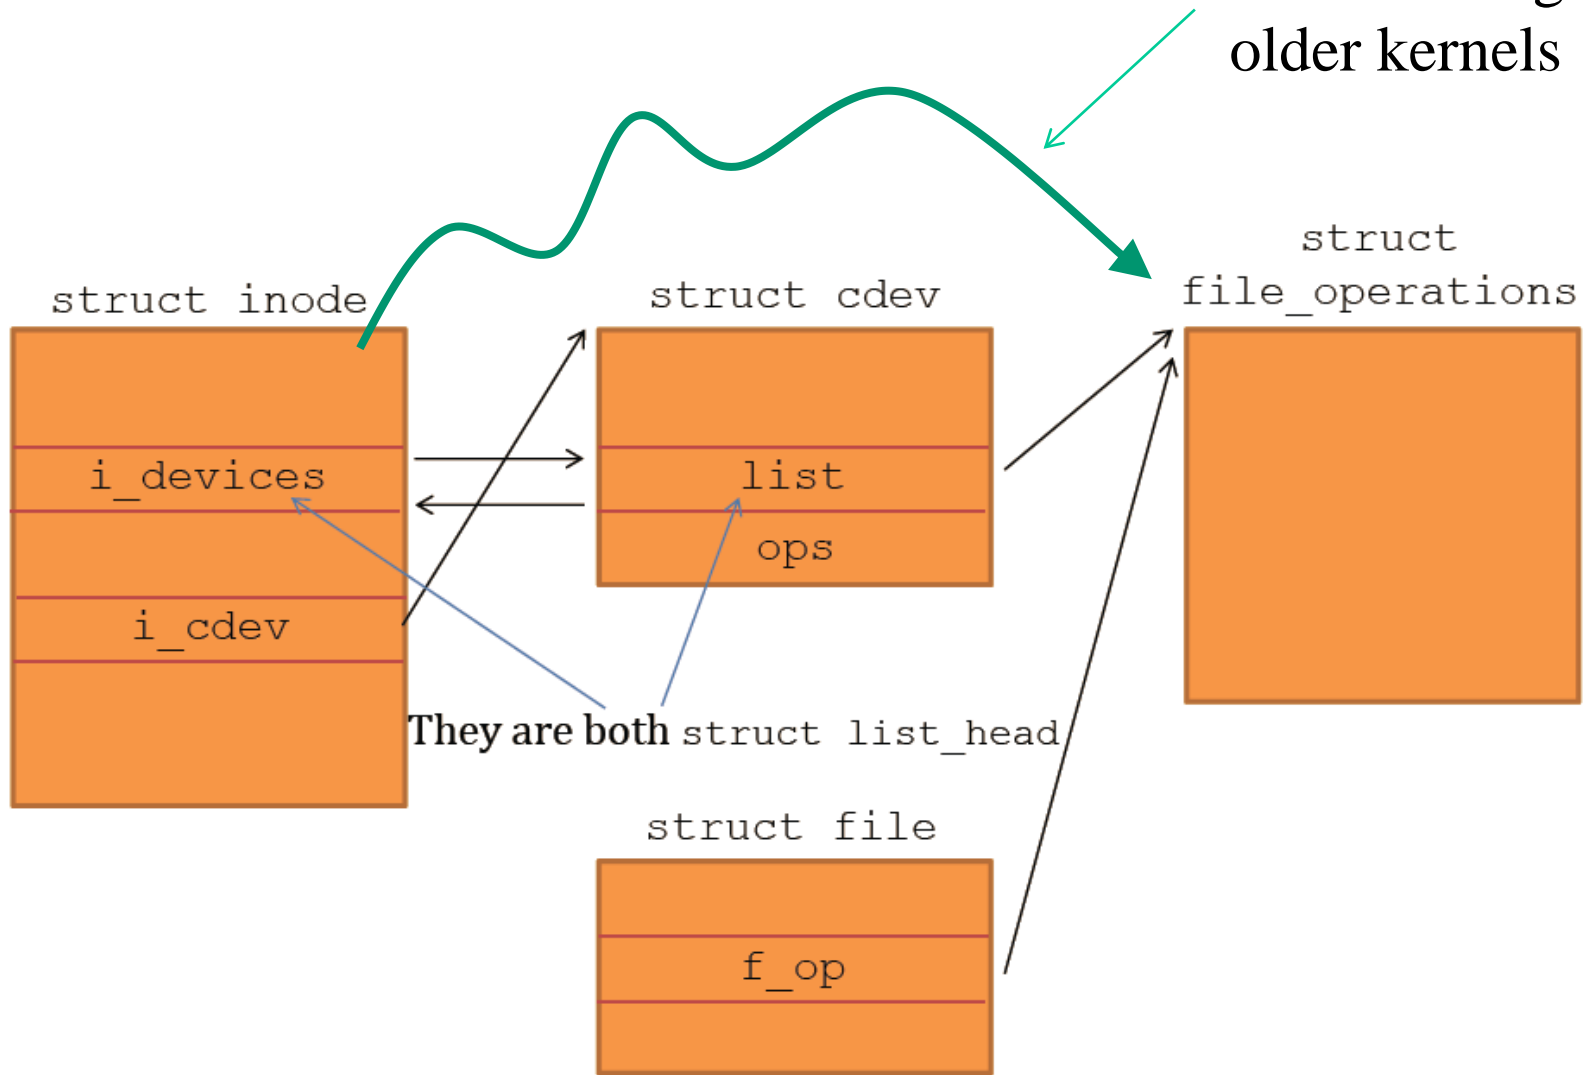 older kernels
struct
file_operations
struct inode
struct cdev
i_devices
list
ops
i_cdev
They are both struct list_head
struct file
f_op